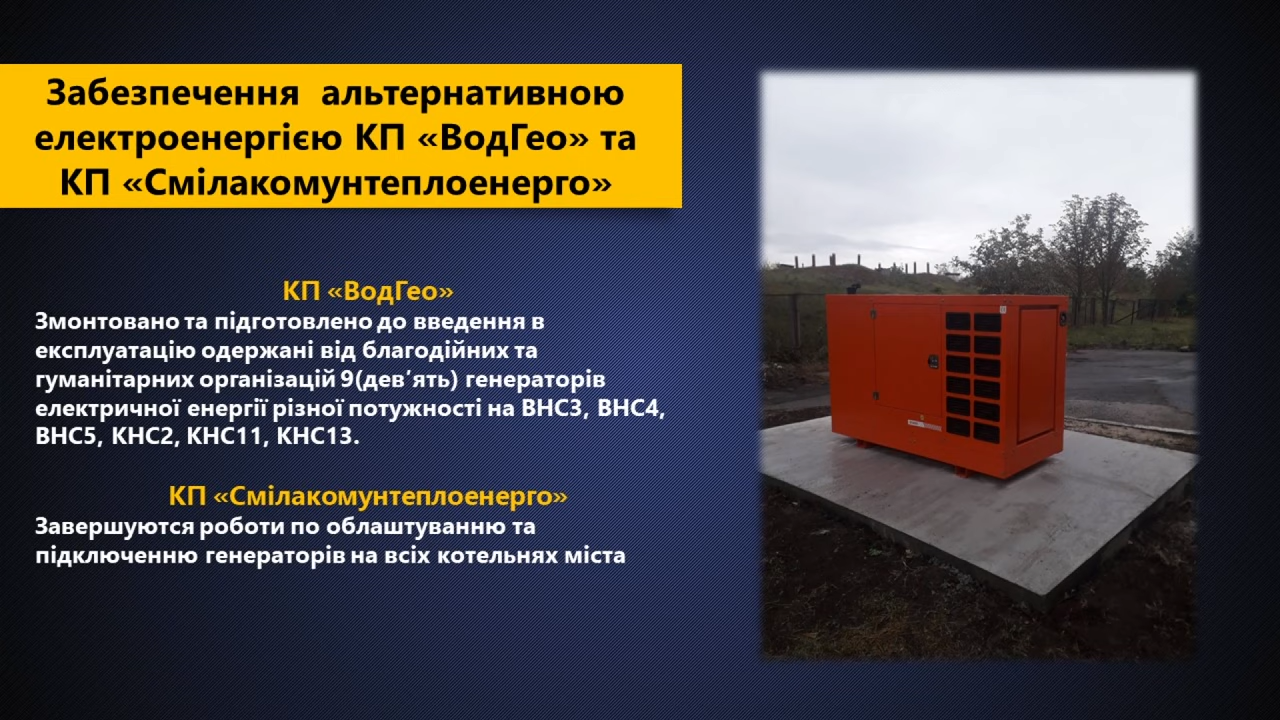 Забезпечення альтернативною
електроенергією КП «ВодГео» та
КП «Смілакомунтеплоенерго»
КП «ВодГео»
Змонтовано та підготовлено до введення в
експлуатацію одержані від благодійних та
гуманітарних організацій 9(дев’ять) генераторів
електричної енергії різної потужності на ВНС3, ВНС4,
ВНС5, КНС2, КНС11, КНС13.
КП «Смілакомунтеплоенерго»
Завершуются роботи по облаштуванню та
підключенню генераторів на всіх котельнях міста